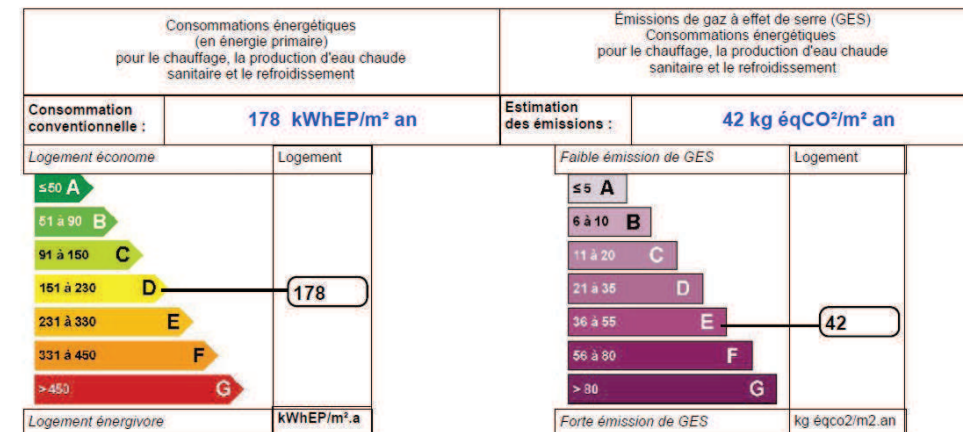 Consommations énergétiques
(en énergie primaire)
pour le chauffage, la production d'eau chaude
sanitaire et le refroidissement
Émissions de gaz à effet de serre (GES)
Consommations énergétiques
pour le chauffage, la production d'eau chaude
sanitaire et le refroidissement
Consommation
conventionnelle :
178 kWhEP/m² an
Estimation
des émissions :
42 kg éqCO²/m² an
Logement économe
Logement
≤50 A
51 à 90 B
91 à 150 C
151 à 230 D
178
231 à 330 E
331 à 450 F
>450 G
Logement énergivore
kWhEP/m².a
Faible émission de GES
Logement
≤5 A
6 à 10 B
11 à 20 C
21 à 35 D
36 à 55 E
42
56 à 80 F
> 80 G
Forte émission de GES
kg éqco2/m2.an